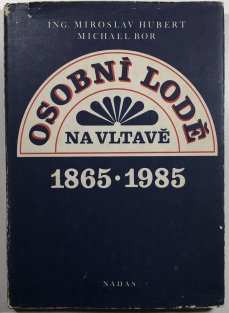 ING. MIROSLAV HUBERT
MICHAEL BOR
OSOBNÍ LODĚ
NA VLTAVĚ
1865 • 1985
NADAS